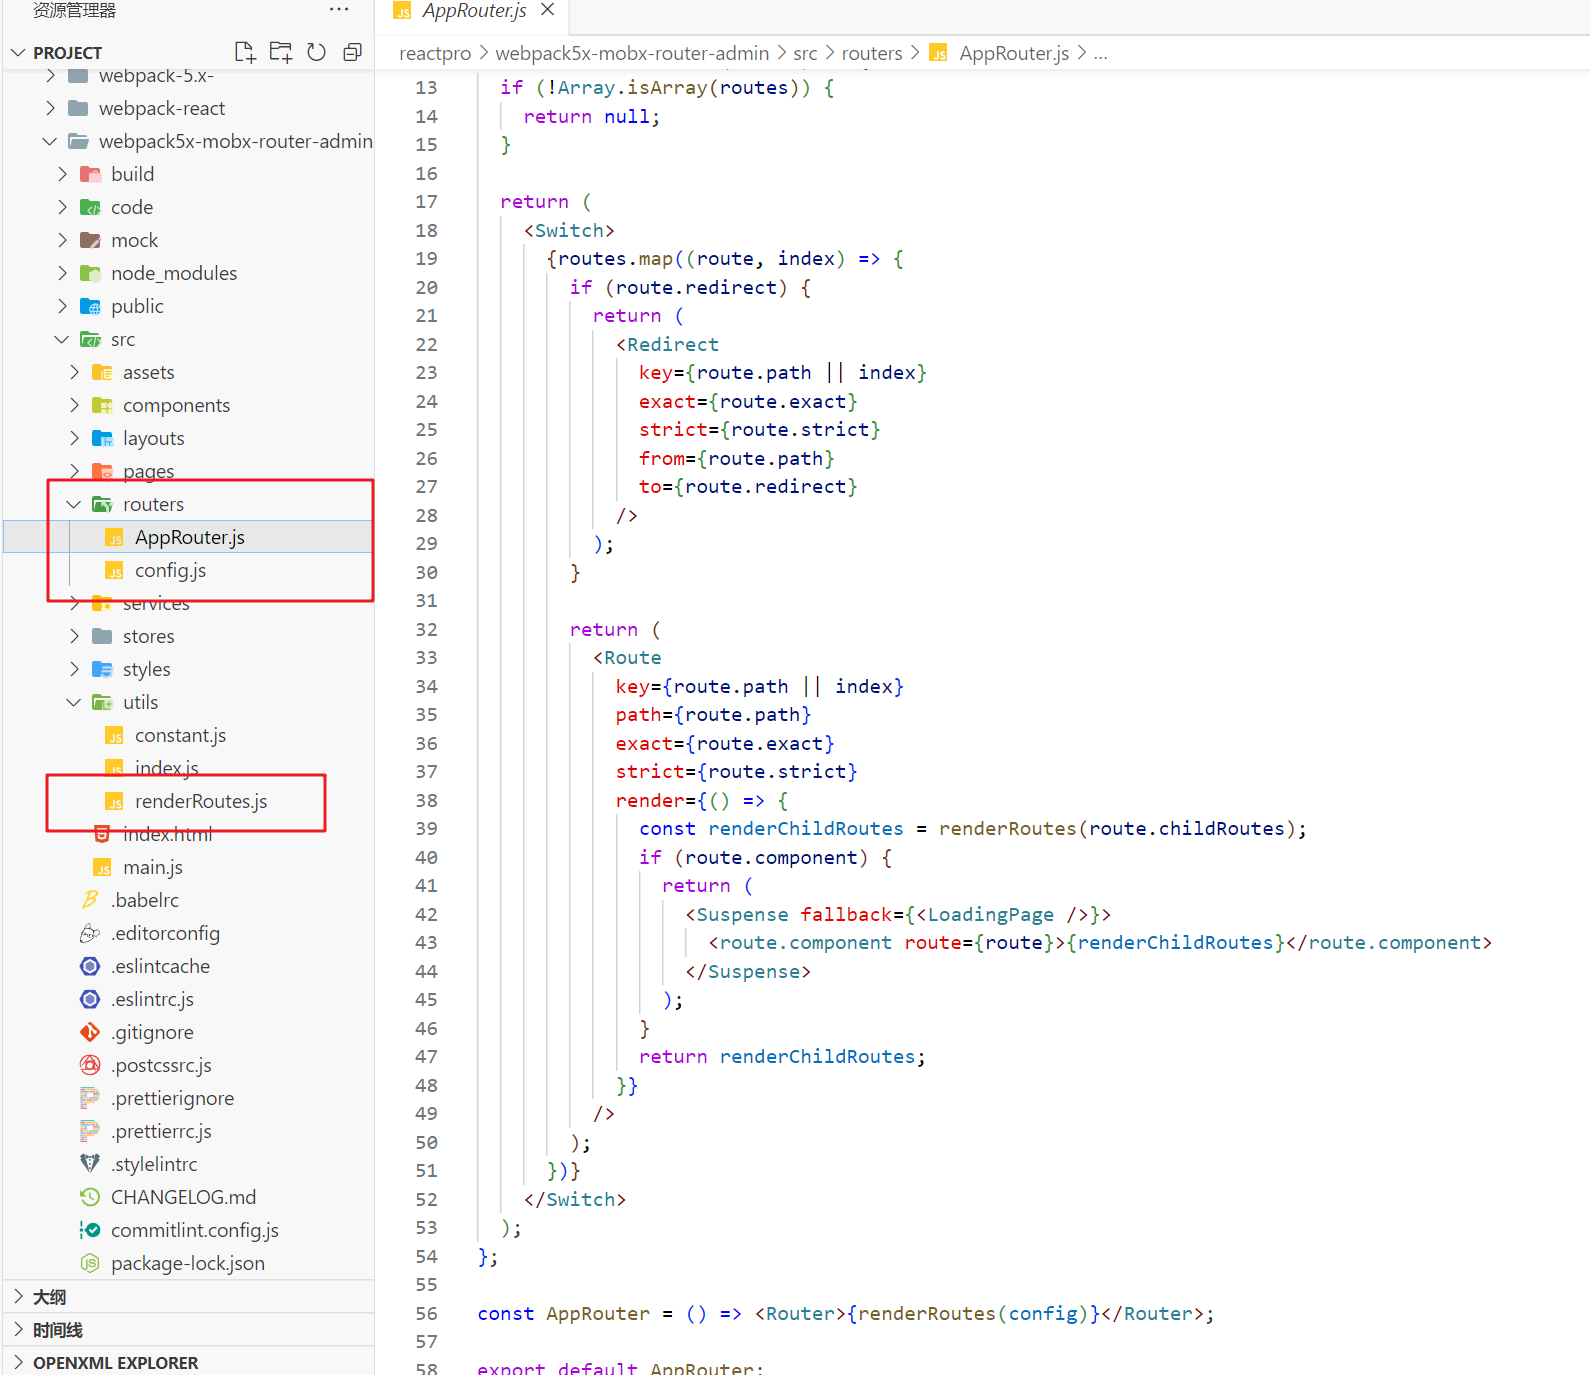 资源管理器
PROJECT
webpack-5.x-
webpack-react
webpack5x-mobx-router-admin
build
code
mock
node_modules
public
src
assets
components
layouts
pages
routers
AppRouter.js
config.js
services
stores
styles
utils
constant.js
index.js
renderRoutes.js
index.html
main.js
.babelrc
.editorconfig
.eslintcache
.eslintrc.js
.gitignore
.postcssrc.js
.prettierignore
.prettierrc.js
.stylelintrc
CHANGELOG.md
commitlint.config.js
package-lock.json
大纲
时间线
OPENXML EXPLORER
AppRouter.js
reactpro > webpack5x-mobx-router-admin > src > routers > JS AppRouter.js > ...
13 if (!Array.isArray(routes)) {
14 return null;
15 }
16
17 return (
18 <Switch>
19 {routes.map((route, index) => {
20 if (route.redirect) {
21 return (
22 <Redirect
23 key={route.path || index}
24 exact={route.exact}
25 strict={route.strict}
26 from={route.path}
27 to={route.redirect}
28 />
29 );
30 }
31
32 return (
33 <Route
34 key={route.path || index}
35 path={route.path}
36 exact={route.exact}
37 strict={route.strict}
38 render={() => {
39 const renderChildRoutes = renderRoutes(route.childRoutes);
40 if (route.component) {
41 return (
42 <Suspense fallback={<LoadingPage />}>
43 <route.component route={route}>{renderChildRoutes}</route.component>
44 </Suspense>
45 );
46 }
47 return renderChildRoutes;
48 }}
49 />
50 );
51 })}
52 </Switch>
53 );
54 };
55
56 const AppRouter = () => <Router>{renderRoutes(config)}</Router>;
57
58 export default AppRouter;